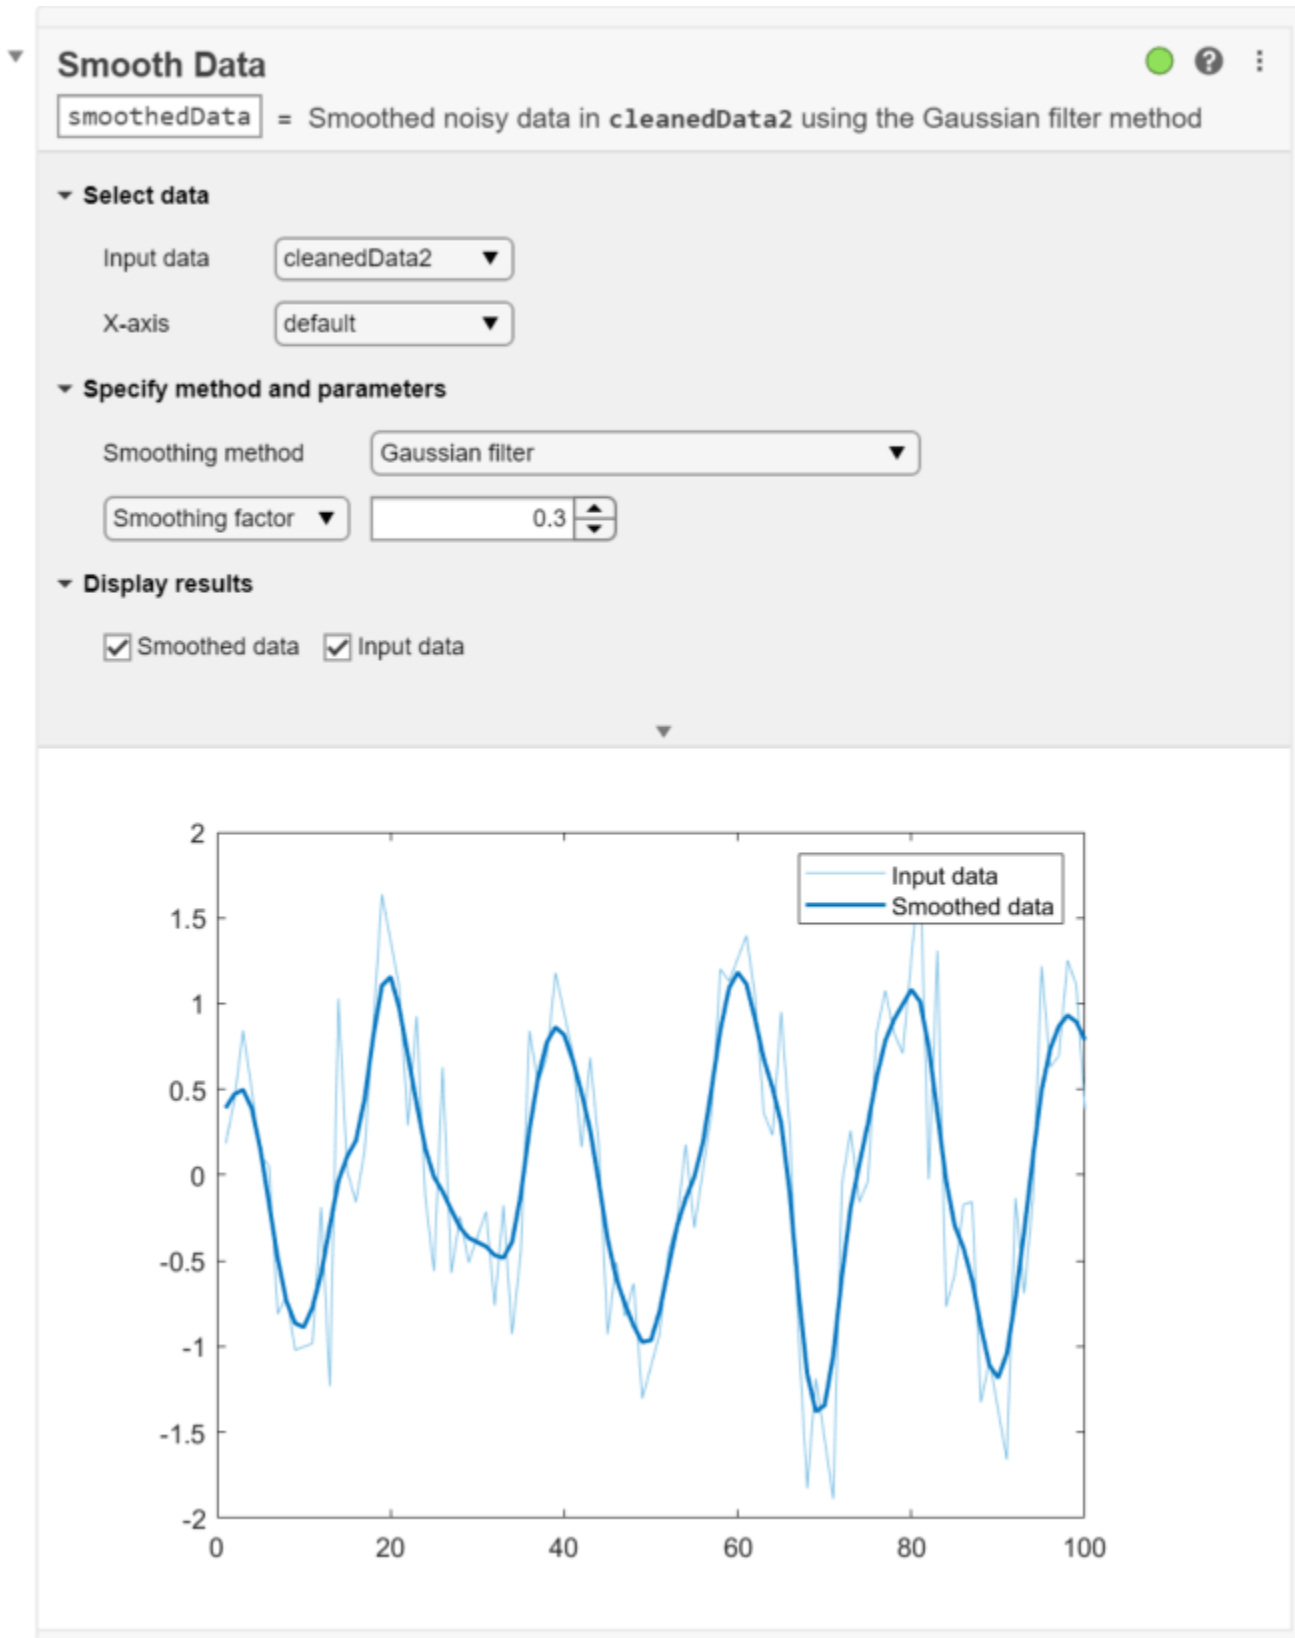 Smooth Data
smoothedData = Smoothed noisy data in cleanedData2 using the Gaussian filter method
Select data
Input data cleanedData2
X-axis default
Specify method and parameters
Smoothing method Gaussian filter
Smoothing factor 0.3
Display results
Smoothed data Input data
2
Input data
1.5
Smoothed data
1
0.5
0
-0.5
-1
-1.5
-2
0 20 40 60 80 100